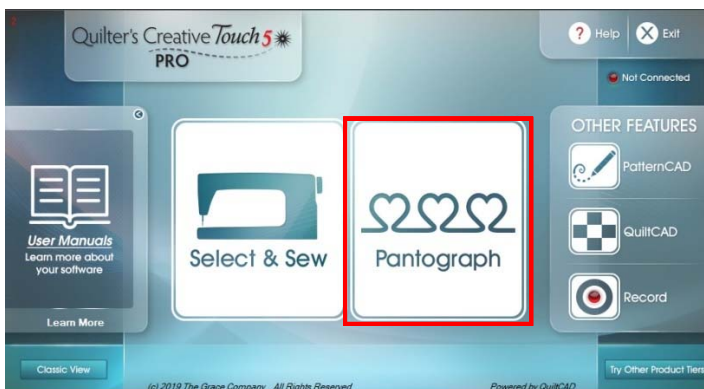 Quilter's Creative Touch 5
PRO
? Help X Exit
Not Connected
User Manuals
Learn more about
your software
Learn More
Select & Sew
Pantograph
OTHER FEATURES
PatternCAD
QuiltCAD
Record
Classic View
(c) 2019 The Grace Company All Rights Reserved
Powered by QuiltCAD
Try Other Product Tiers